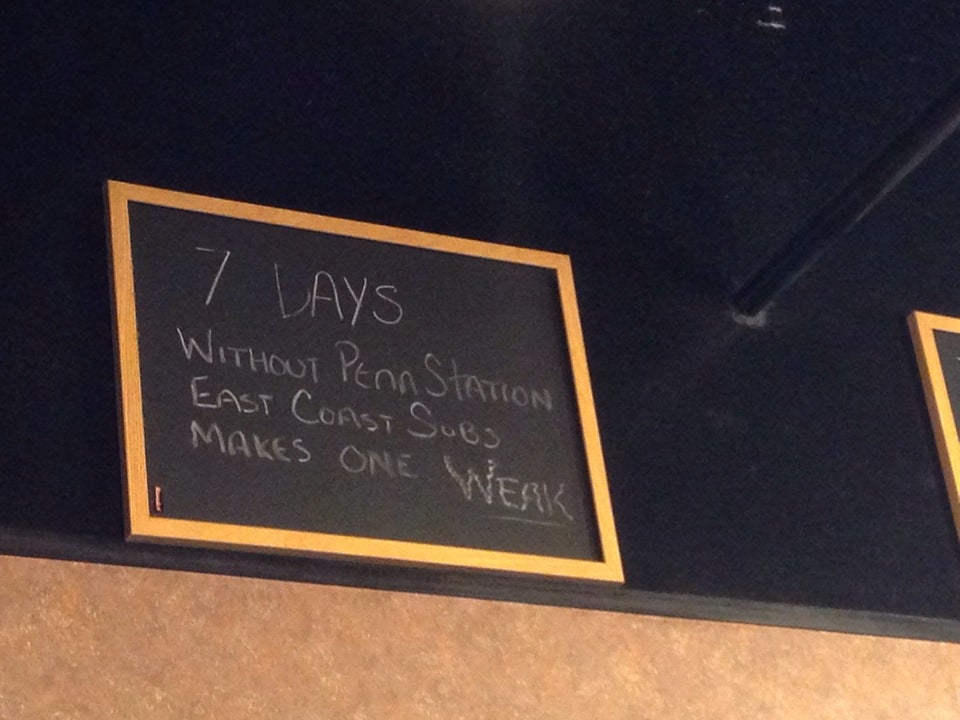 7 DAYS
WITHOUT PENN STATION
EAST COAST SUBS
MAKES ONE WEAK